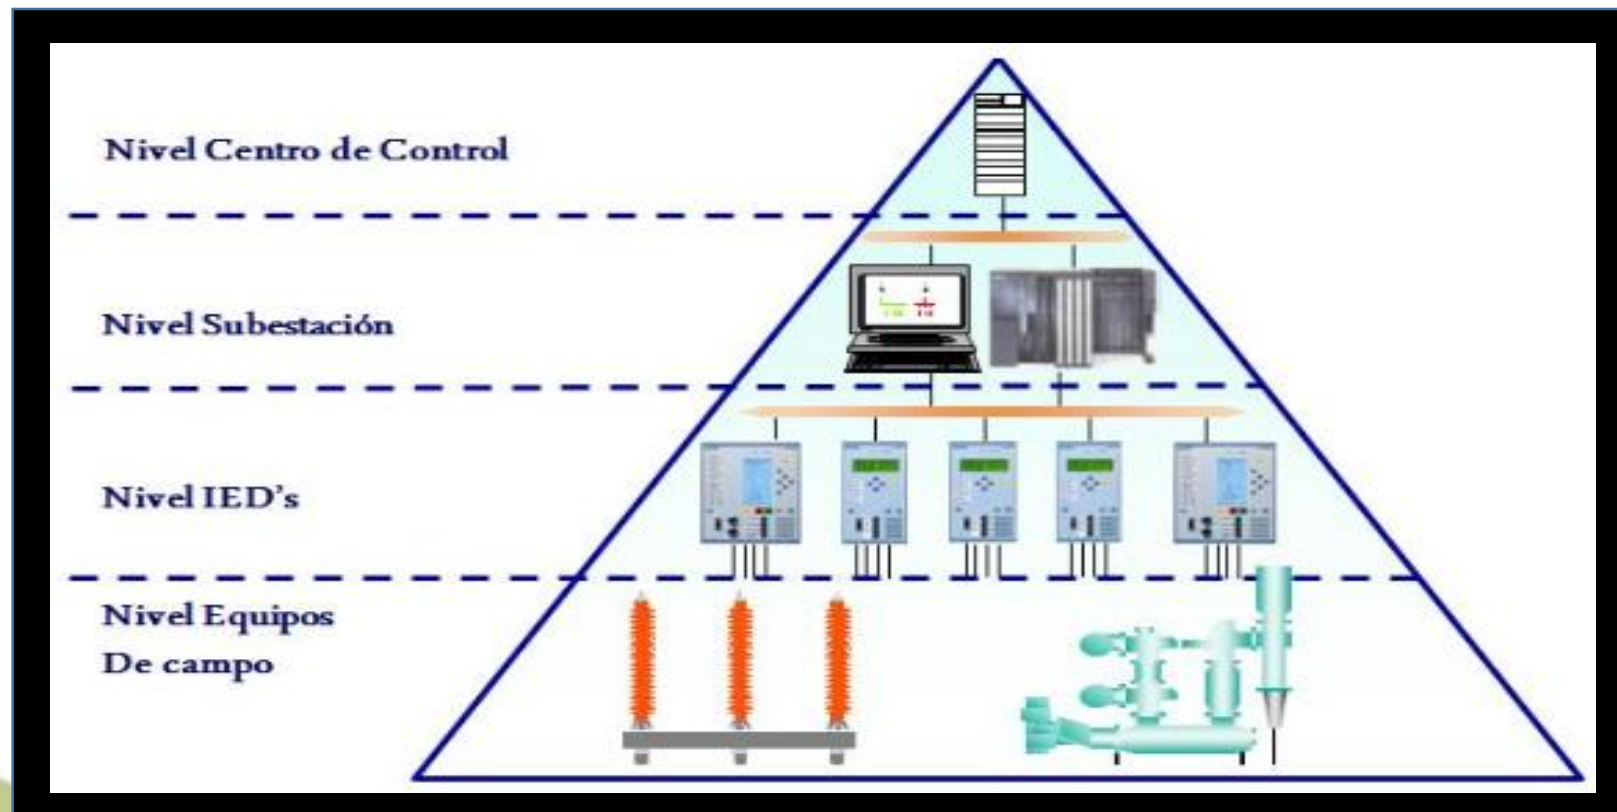 Nivel Centro de Control
Nivel Subestación
Nivel IED's
Nivel Equipos
De campo